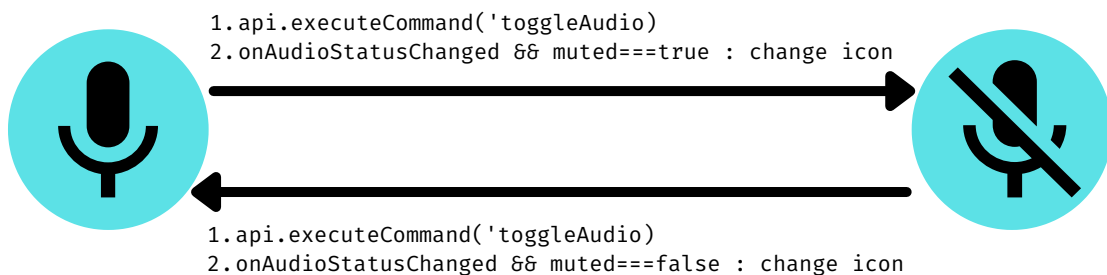 1.api.executeCommand('toggleAudio)
2.onAudioStatusChanged && muted===true : change icon
1.api.executeCommand('toggleAudio)
2.onAudioStatusChanged && muted===false : change icon